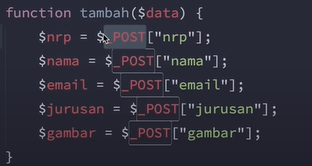 function tambah($data) {
$nrp = $_POST["nrp"];
$nama = $_POST["nama"];
$email = $_POST["email"];
$jurusan = $_POST["jurusan"];
$gambar = $_POST["gambar"];
}